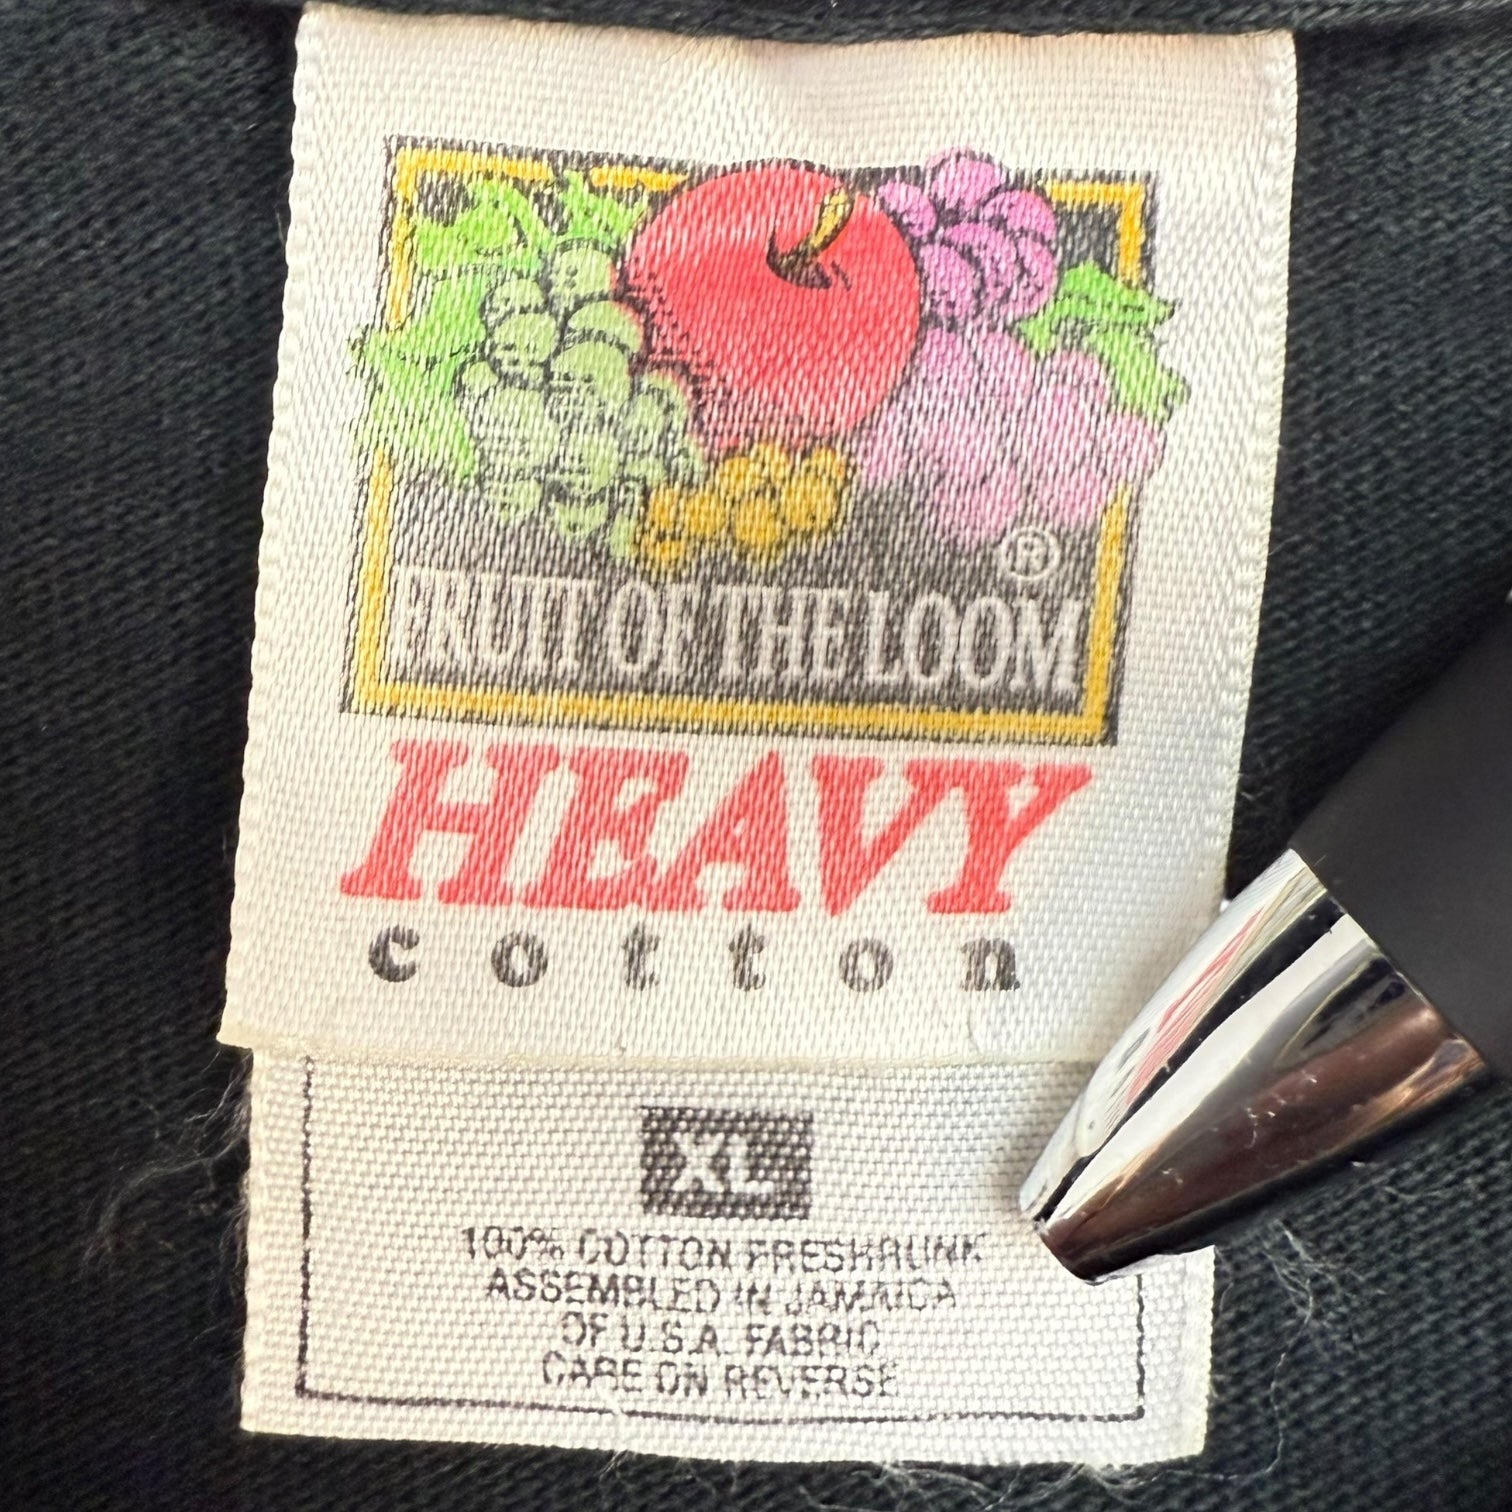 ®
FRUIT OF THE LOOM
HEAVY
cotton
XL
100% COTTON PRESHRUNK
ASSEMBLED IN JAMAICA
OF U.S.A. FABRIC
CARE ON REVERSE